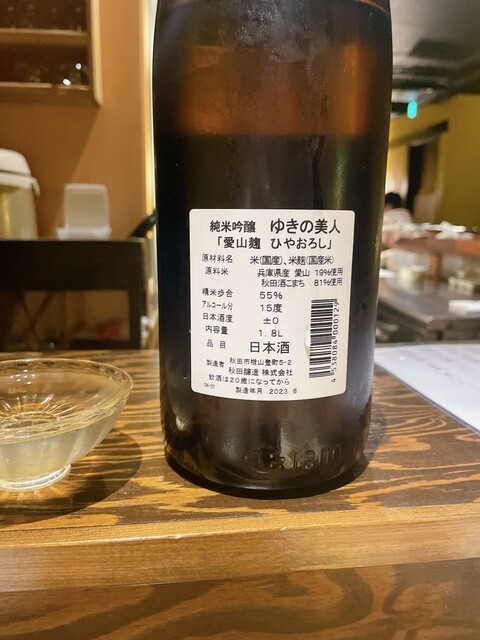 純米吟醸 ゆきの美人
「愛山麹 ひやおろし」
原材料名 米(国産)、米麹(国産米)
原料米 兵庫県産 愛山 19%使用
秋田酒こまち 81%使用
精米歩合 55%
アルコール分 15度
日本酒度 ±0
内容量 1.8L
品目 日本酒
製造者 秋田市楢山登町5-2
秋田醸造 株式会社
飲酒は20歳になってから
04-01 製造年月 2023.8
4 538084 000129